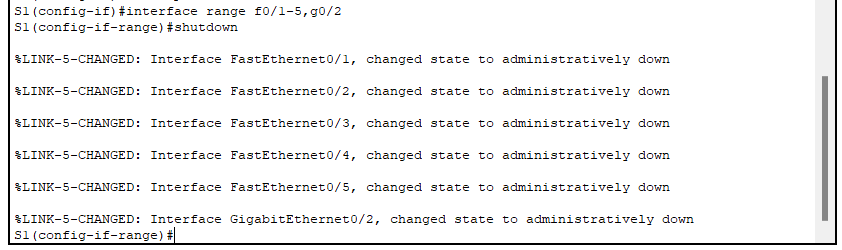 S1(config-if)#interface range f0/1-5,g0/2
S1(config-if-range)#shutdown
%LINK-5-CHANGED: Interface FastEthernet0/1, changed state to administratively down
%LINK-5-CHANGED: Interface FastEthernet0/2, changed state to administratively down
%LINK-5-CHANGED: Interface FastEthernet0/3, changed state to administratively down
%LINK-5-CHANGED: Interface FastEthernet0/4, changed state to administratively down
%LINK-5-CHANGED: Interface FastEthernet0/5, changed state to administratively down
%LINK-5-CHANGED: Interface GigabitEthernet0/2, changed state to administratively down
S1(config-if-range)#